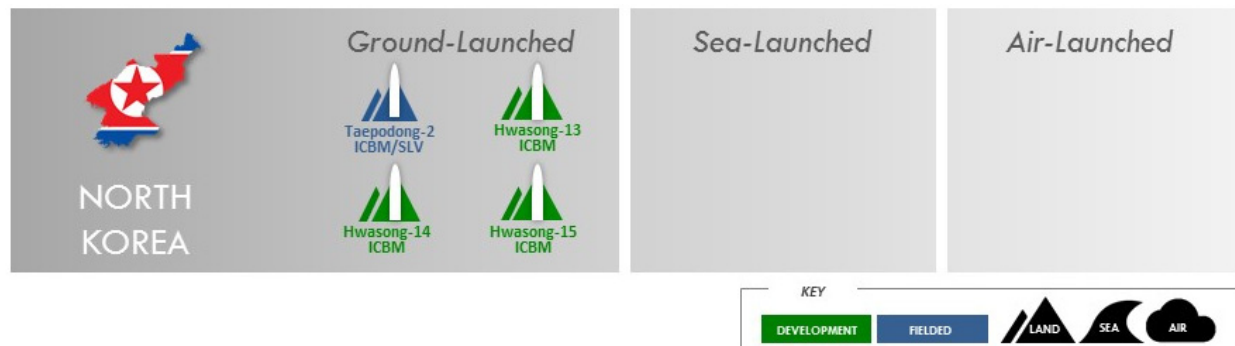 NORTH
KOREA
Ground-Launched
Taepodong-2
ICBM/SLV
Hwasong-13
ICBM
Hwasong-14
ICBM
Hwasong-15
ICBM
Sea-Launched
Air-Launched
KEY
DEVELOPMENT
FIELDED
LAND
SEA
AIR